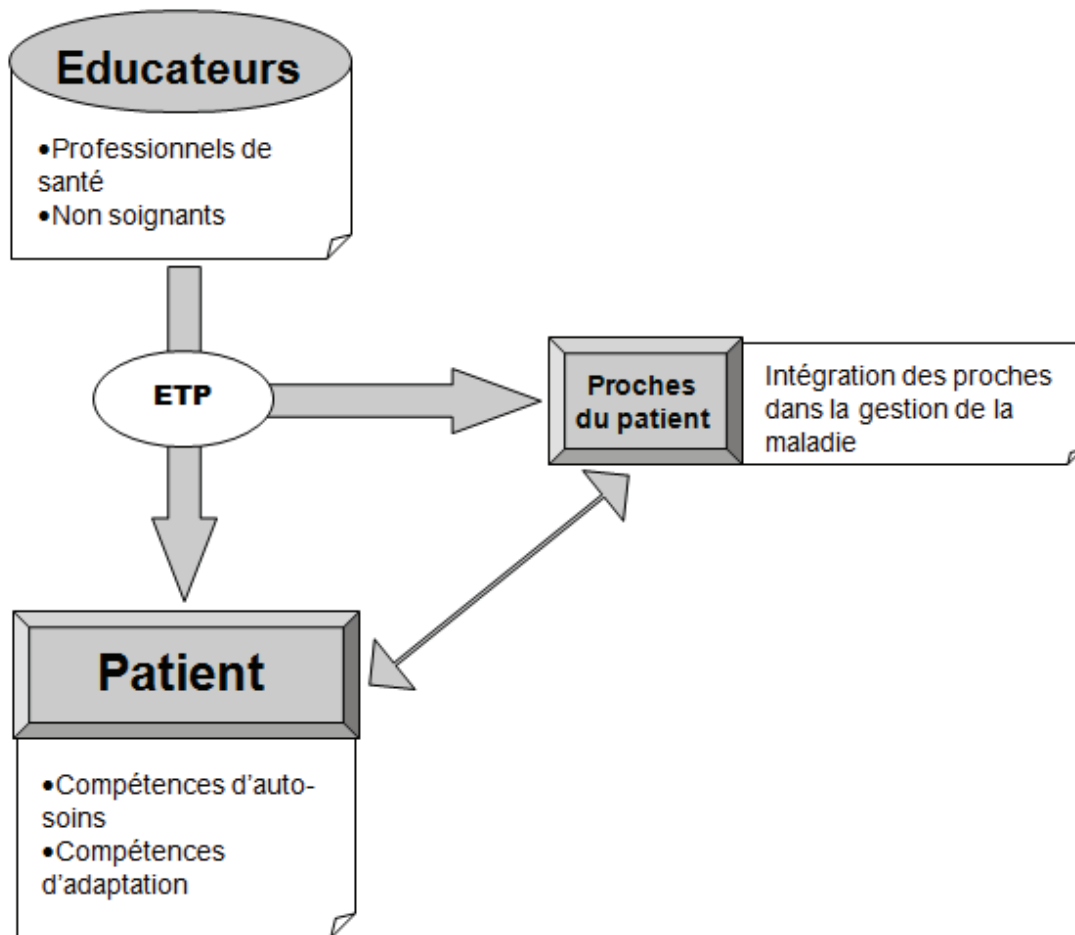 Educateurs
•Professionnels de
santé
•Non soignants
ETP
Proches
du patient
Intégration des proches
dans la gestion de la
maladie
Patient
•Compétences d’auto-
soins
•Compétences
d’adaptation